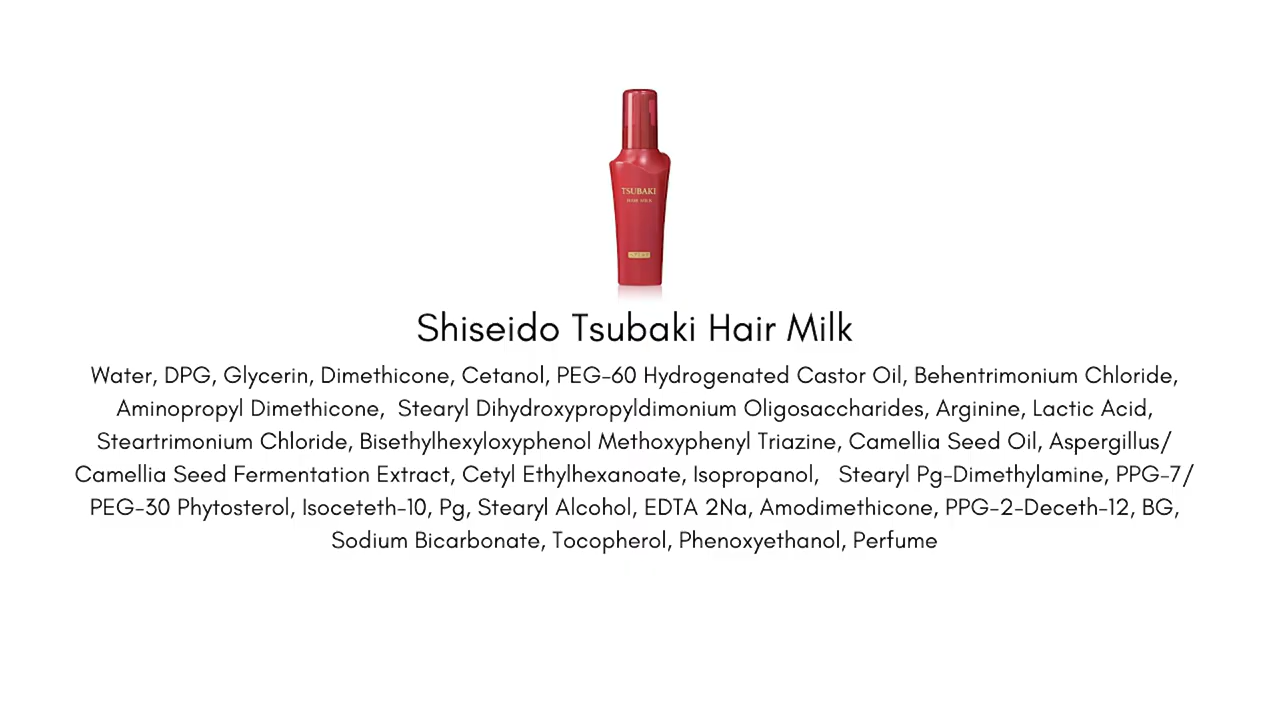 TSUBAKI
HAIR MILK
Shiseido Tsubaki Hair Milk
Water, DPG, Glycerin, Dimethicone, Cetanol, PEG-60 Hydrogenated Castor Oil, Behentrimonium Chloride,
Aminopropyl Dimethicone,  Stearyl Dihydroxypropyldimonium Oligosaccharides, Arginine, Lactic Acid,
Steartrimonium Chloride, Bisethylhexyloxyphenol Methoxyphenyl Triazine, Camellia Seed Oil, Aspergillus/
Camellia Seed Fermentation Extract, Cetyl Ethylhexanoate, Isopropanol,   Stearyl Pg-Dimethylamine, PPG-7/
PEG-30 Phytosterol, Isoceteth-10, Pg, Stearyl Alcohol, EDTA 2Na, Amodimethicone, PPG-2-Deceth-12, BG,
Sodium Bicarbonate, Tocopherol, Phenoxyethanol, Perfume